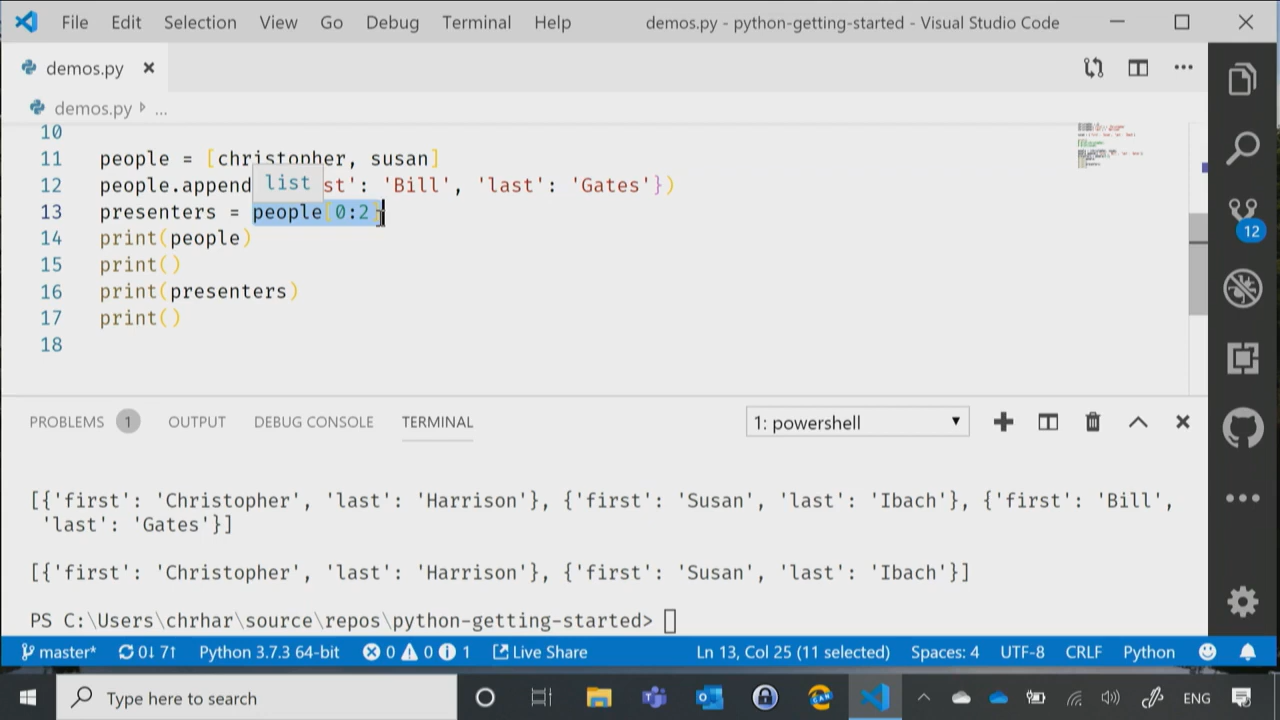 File Edit Selection View Go Debug Terminal Help demos.py - python-getting-started - Visual Studio Code
demos.py
demos.py ...
10
11 people = [christopher, susan]
12 people.append list st': 'Bill', 'last': 'Gates'})
13 presenters = people[0:2]
14 print(people)
15 print()
16 print(presenters)
17 print()
18
12
PROBLEMS 1 OUTPUT DEBUG CONSOLE TERMINAL 1: powershell
[{'first': 'Christopher', 'last': 'Harrison'}, {'first': 'Susan', 'last': 'Ibach'}, {'first': 'Bill',
'last': 'Gates'}]
[{'first': 'Christopher', 'last': 'Harrison'}, {'first': 'Susan', 'last': 'Ibach'}]
PS C:\Users\chrhar\source\repos\python-getting-started>
master* 0↓ 7↑ Python 3.7.3 64-bit 0 0 1 Live Share Ln 13, Col 25 (11 selected) Spaces: 4 UTF-8 CRLF Python
Type here to search ENG